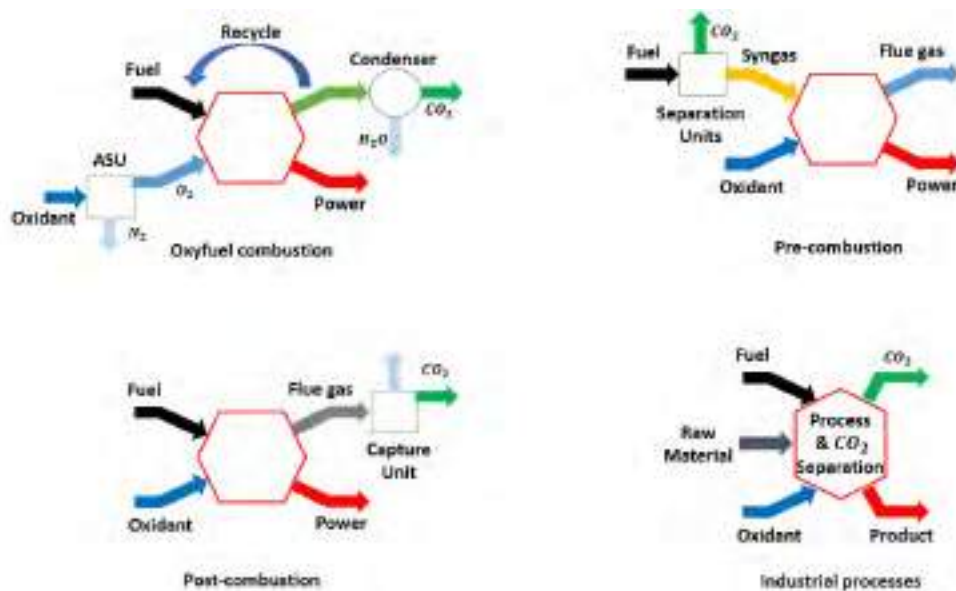 Recycle
Condenser
Fuel
CO₂
H₂O
ASU
O₂
Oxidant
Power
N₂
Oxyfuel combustion
CO₂
Fuel
Syngas
Flue gas
Separation
Units
Oxidant
Power
Pre-combustion
Fuel
Flue gas
CO₂
Capture
Unit
Oxidant
Power
Post-combustion
Fuel
CO₂
Raw
Material
Process
& CO₂
Separation
Oxidant
Product
Industrial processes